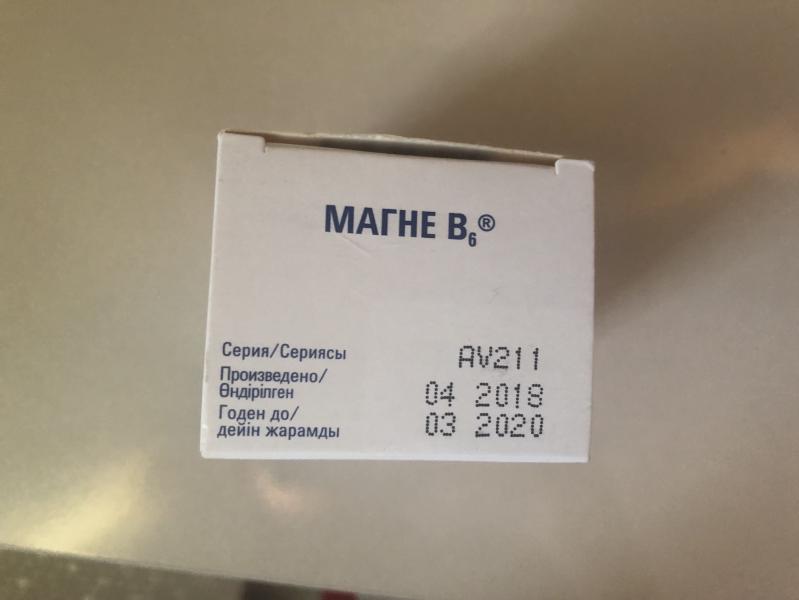 МАГНЕ B₆®
Серия/Сериясы AV211
Произведено/
Өндірілген 04 2018
Годен до/
дейін жарамды 03 2020